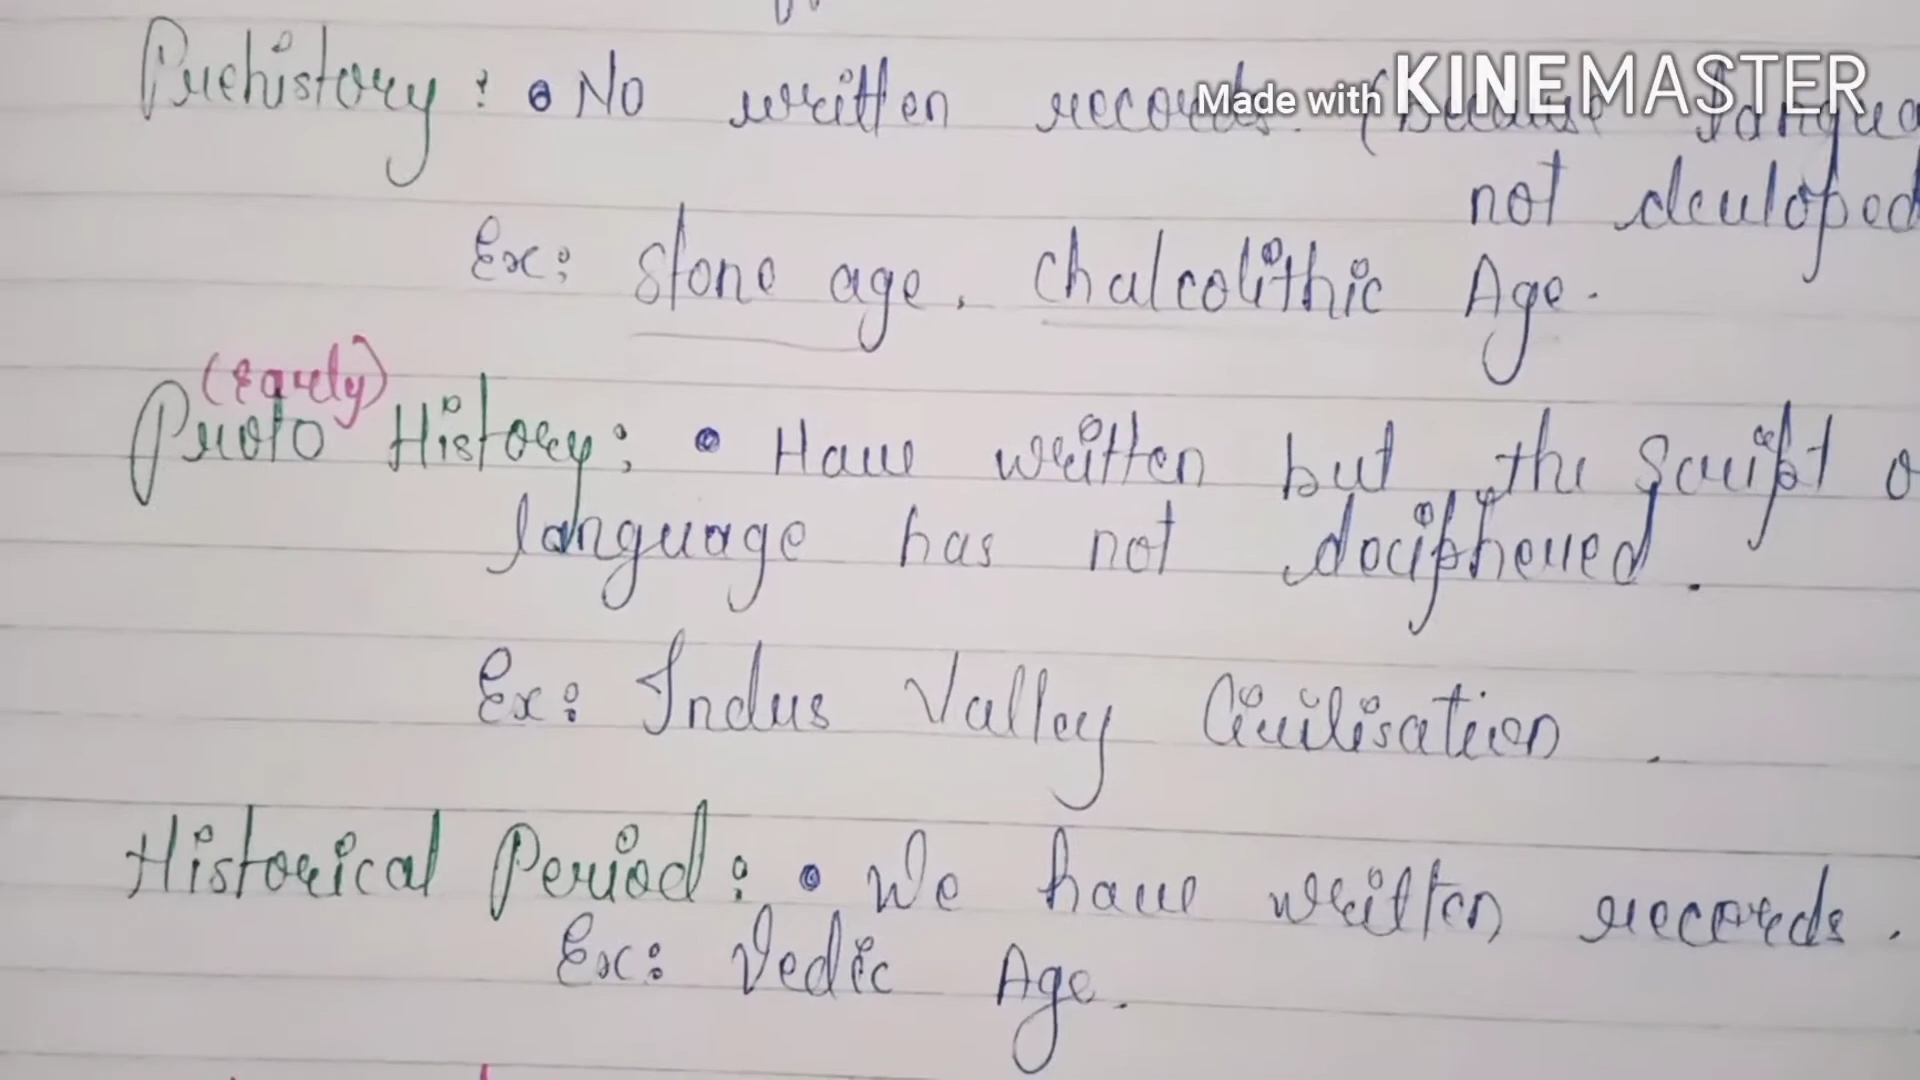 Prehistory : • No written records. (because langua
Made with KINEMASTER
not developed
Ex: Stone age, Chalcolithic Age.
(Early)
Proto History : • Have written but the Script o
language has not deciphered.
Ex: Indus Valley Civilisation.
Historical Period : • We have written records.
Ex: Vedic Age.